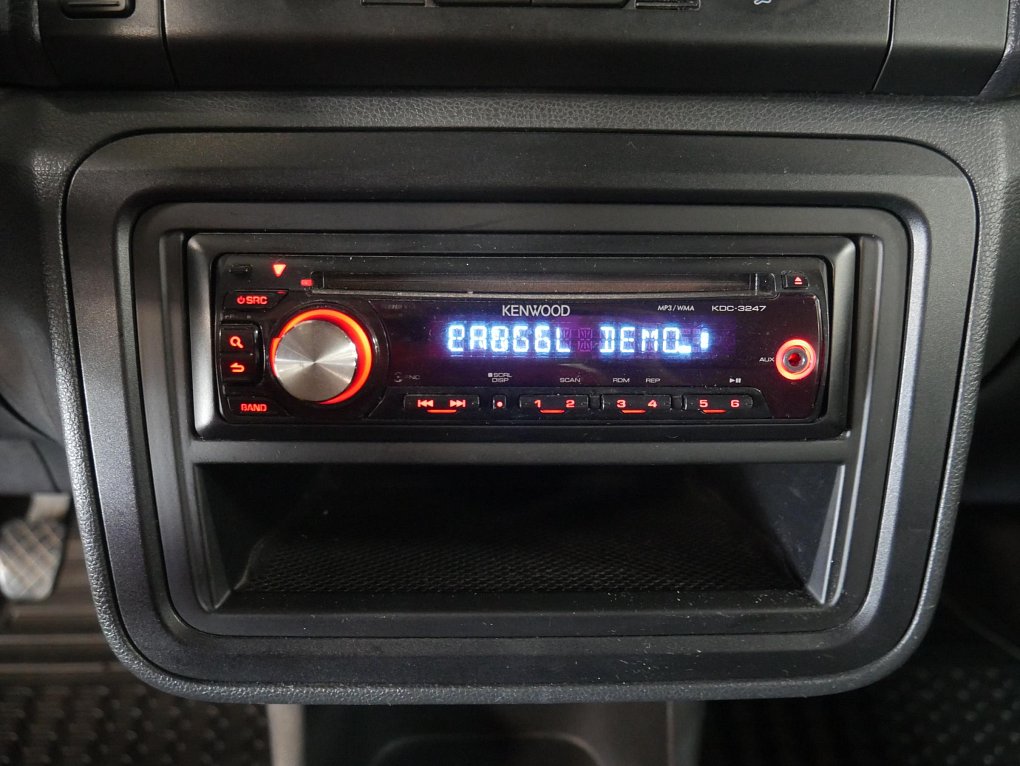 SRC
KENWOOD
MP3/WMA KDC-3247
DEMO
AUX
BAND
SCRL
DISP
SCAN
RDM REP
1 2
3 4
5 6